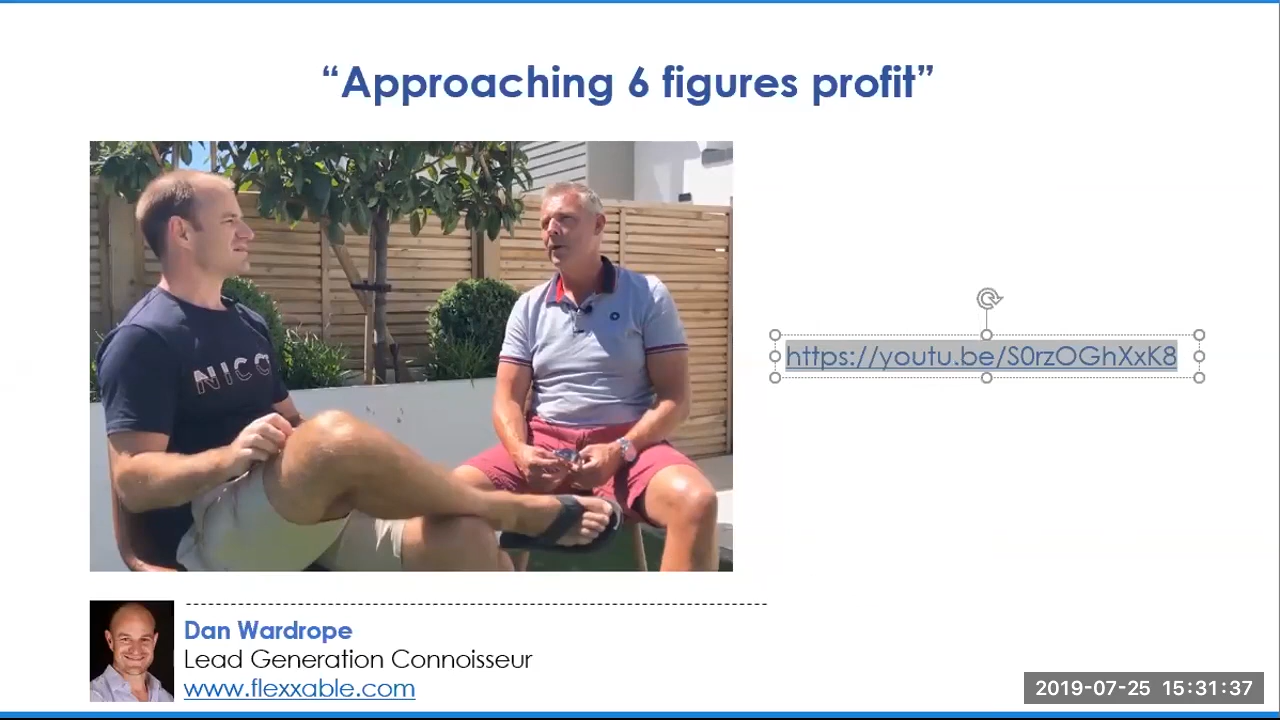 “Approaching 6 figures profit”
NICC
https://youtu.be/S0rzOGhXxK8
Dan Wardrope
Lead Generation Connoisseur
www.flexxable.com
2019-07-25 15:31:37